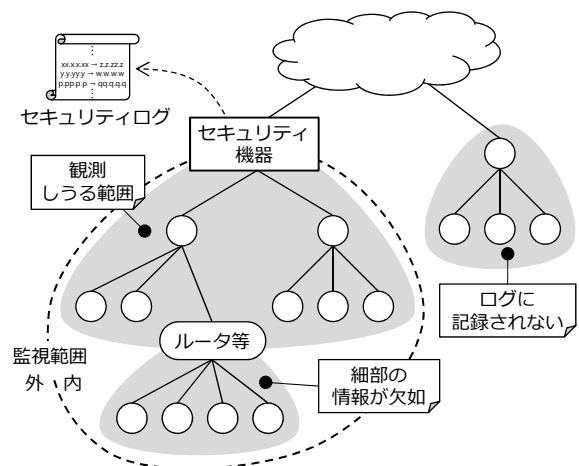 ⋮
xx.x.x.xx → z.z.zz.z
y.y.yy.y → w.w.w.w
p.pp.p.p → qq.q.q.q
⋮
セキュリティログ
セキュリティ
機器
観測
しうる範囲
ログに
記録されない
ルータ等
監視範囲
外 内
細部の
情報が欠如